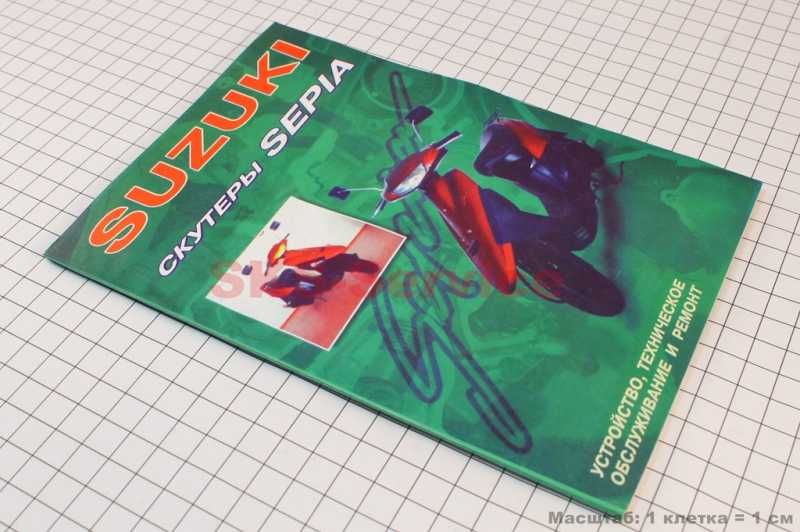 SUZUKI
СКУТЕРЫ SEPIA
УСТРОЙСТВО, ТЕХНИЧЕСКОЕ
ОБСЛУЖИВАНИЕ И РЕМОНТ
Масштаб: 1 клетка = 1 см